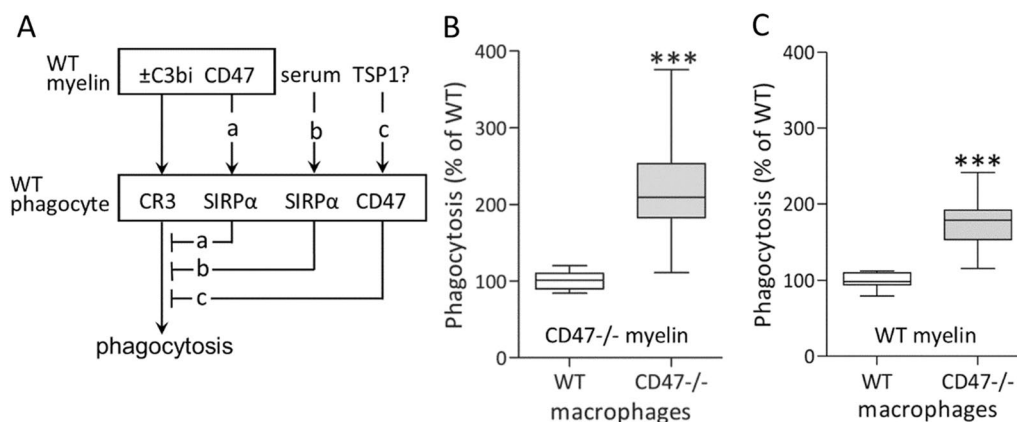 A
WT
myelin
±C3bi CD47 serum TSP1?
a
b
c
WT
phagocyte
CR3 SIRPα SIRPα CD47
a
b
c
phagocytosis
B
Phagocytosis (% of WT)
400
300
200
100
0
***
CD47-/- myelin
WT CD47-/-
macrophages
C
Phagocytosis (% of WT)
400
300
200
100
0
***
WT myelin
WT CD47-/-
macrophages